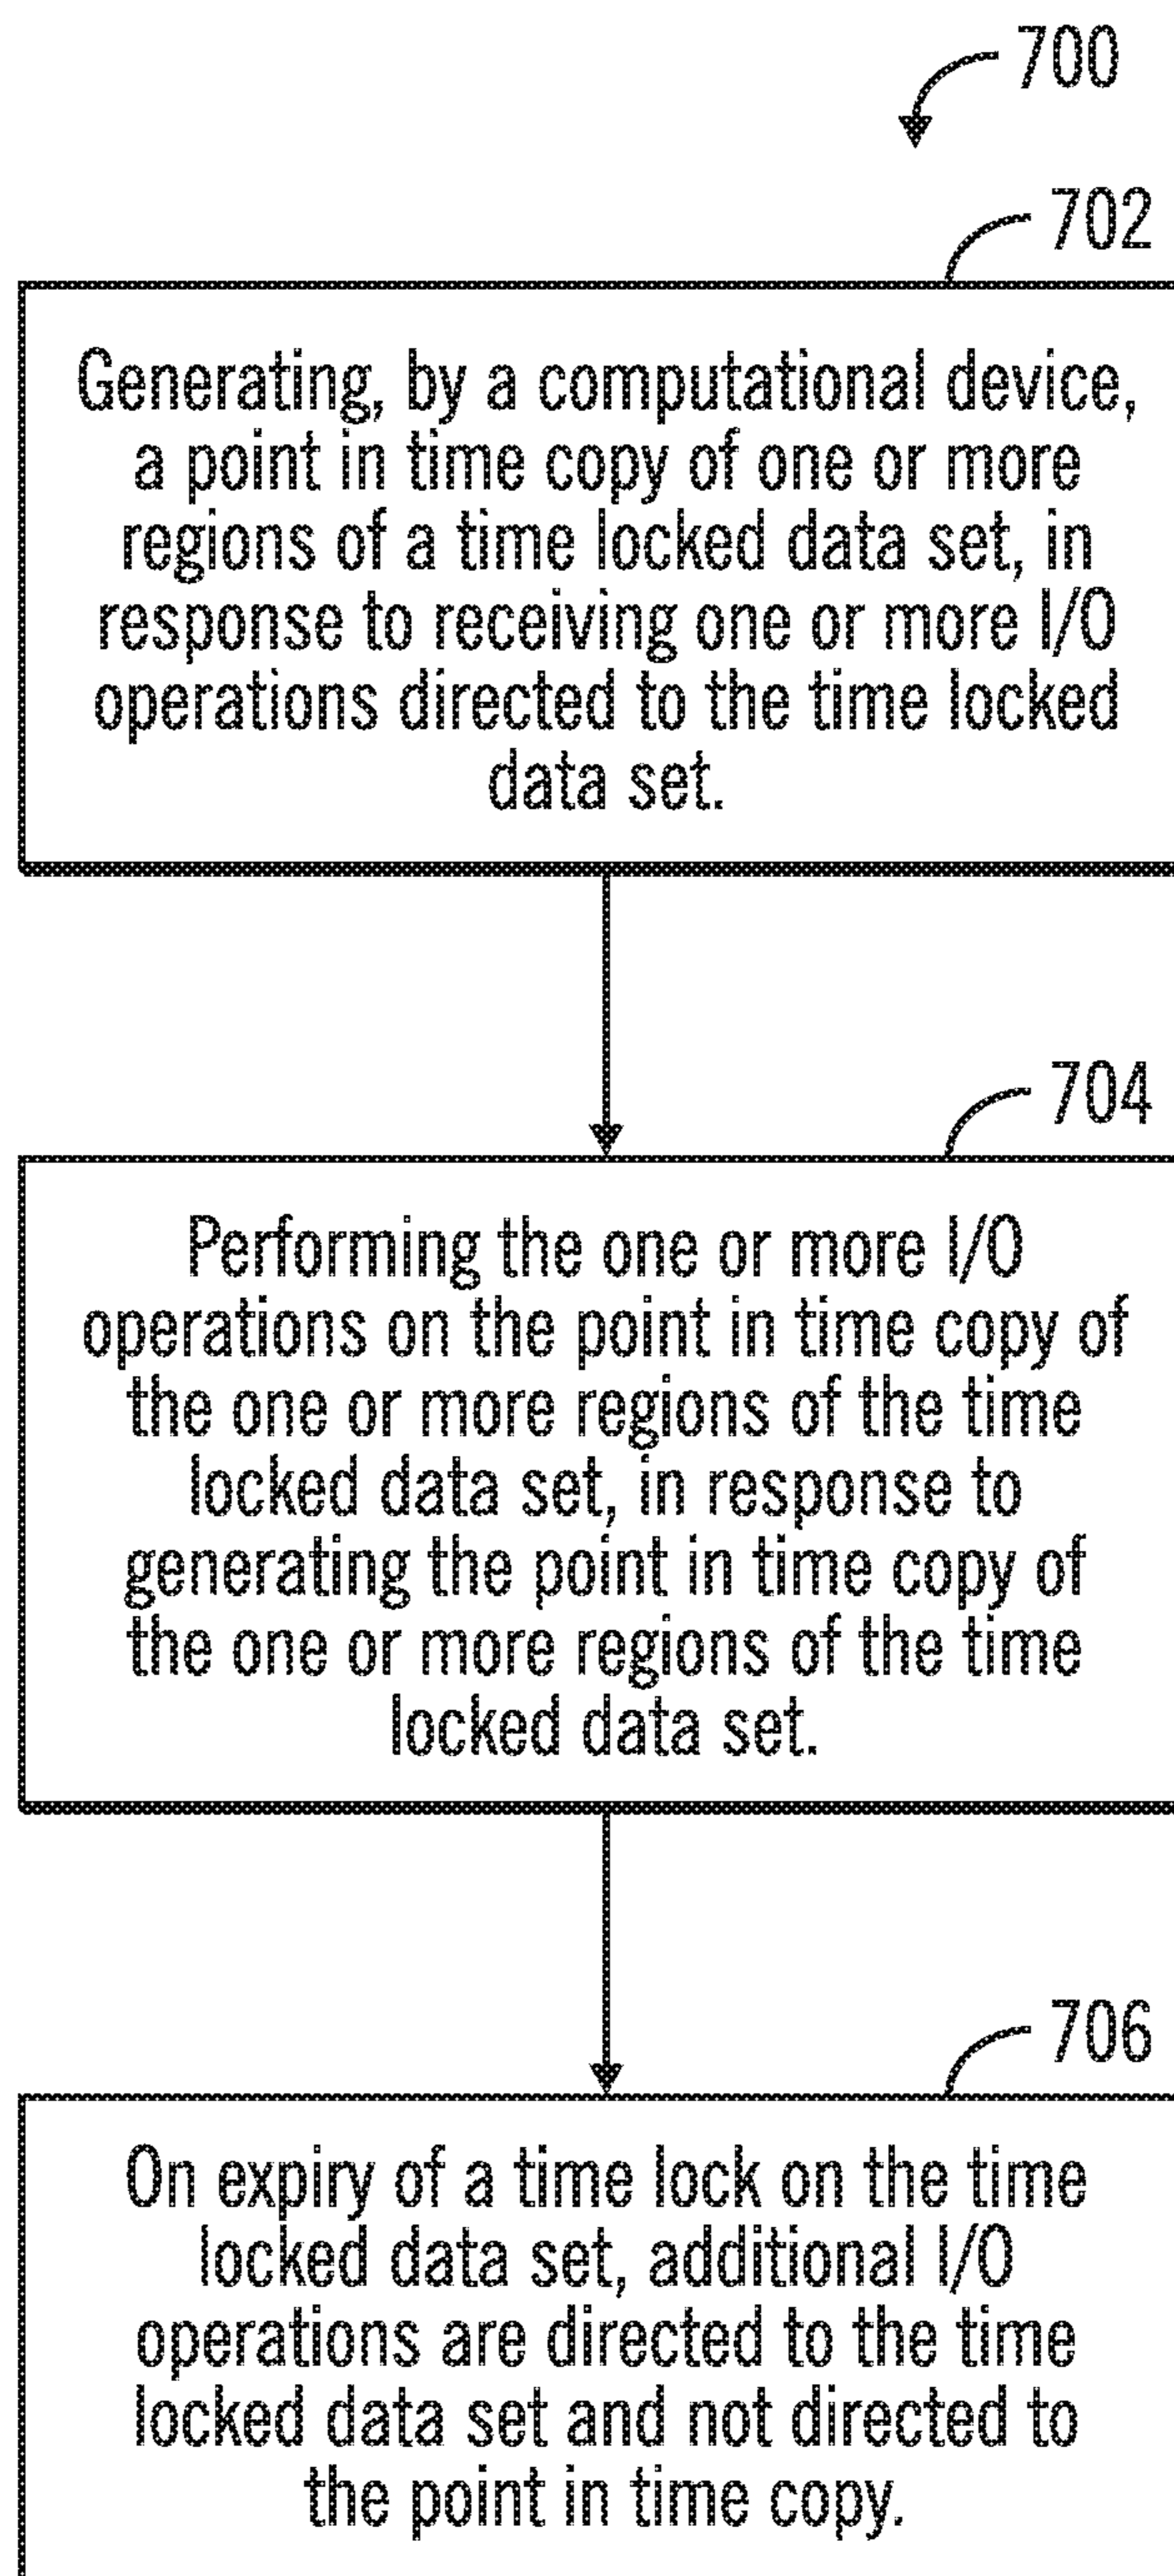 700
702
Generating, by a computational device,
a point in time copy of one or more
regions of a time locked data set, in
response to receiving one or more I/O
operations directed to the time locked
data set.
704
Performing the one or more I/O
operations on the point in time copy of
the one or more regions of the time
locked data set, in response to
generating the point in time copy of
the one or more regions of the time
locked data set.
706
On expiry of a time lock on the time
locked data set, additional I/O
operations are directed to the time
locked data set and not directed to
the point in time copy.